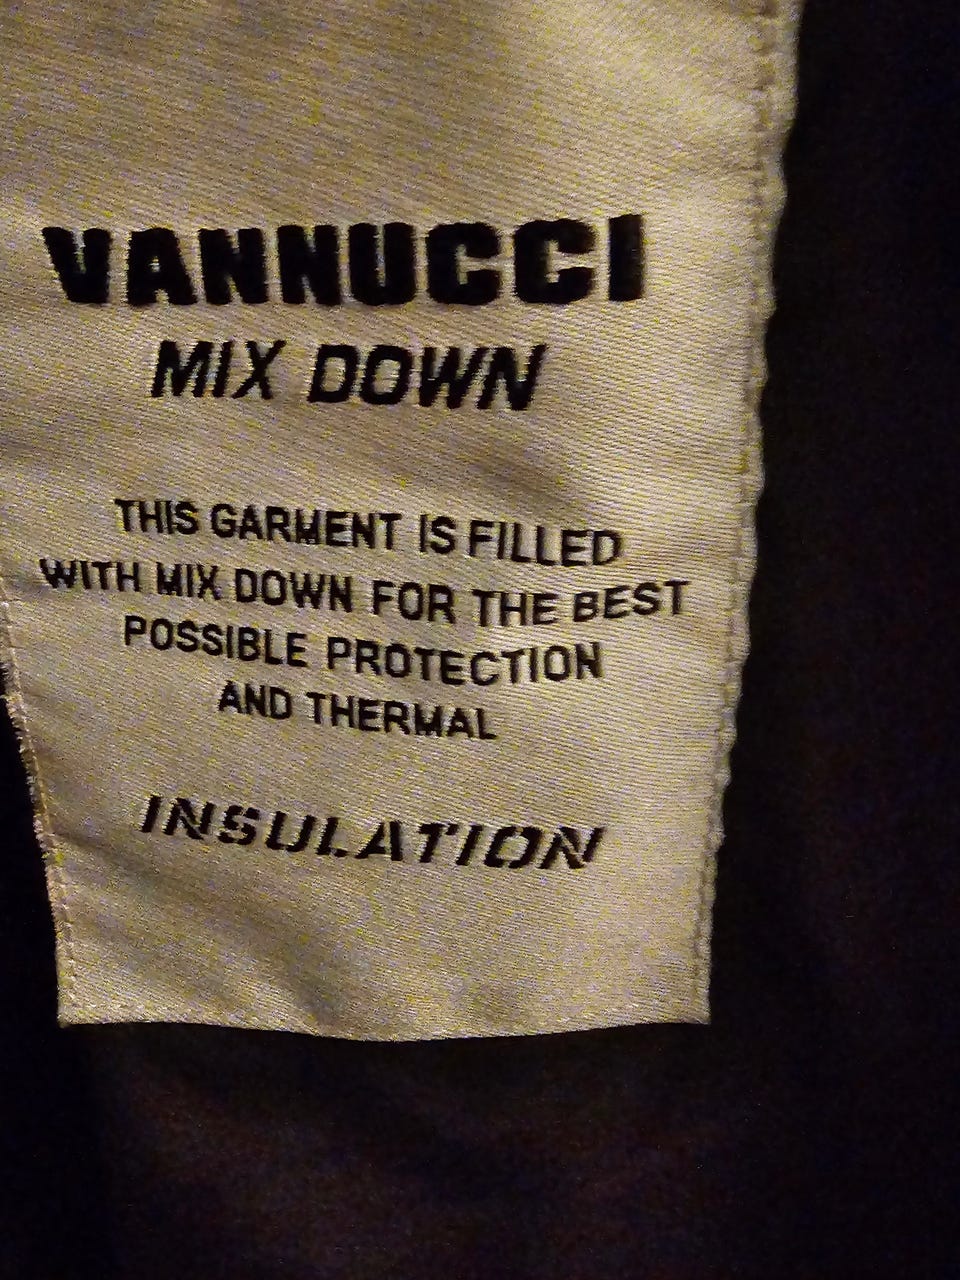 VANNUCCI
MIX DOWN
THIS GARMENT IS FILLED
WITH MIX DOWN FOR THE BEST
POSSIBLE PROTECTION
AND THERMAL
INSULATION